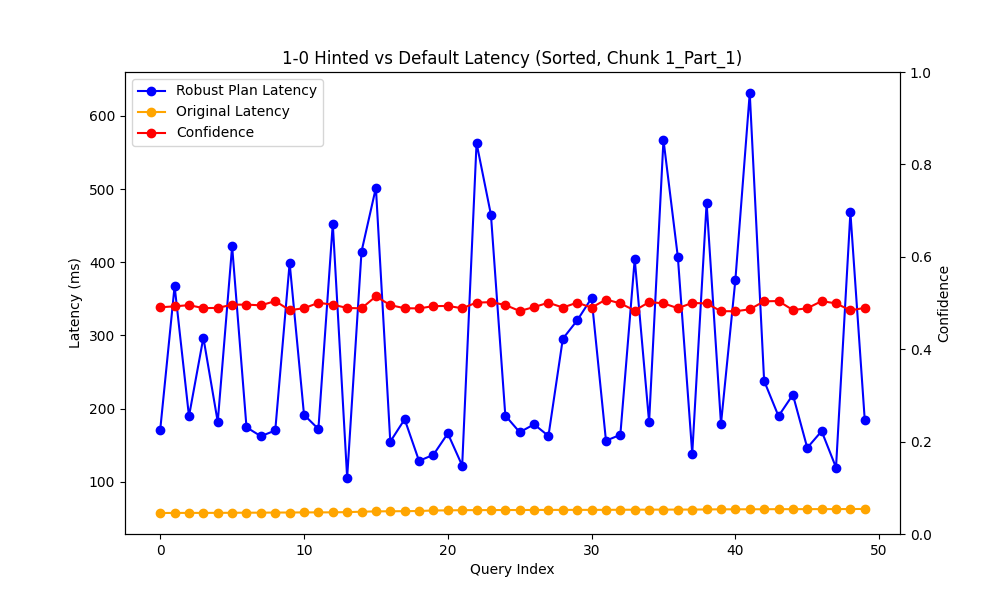 1-0 Hinted vs Default Latency (Sorted, Chunk 1_Part_1)
Robust Plan Latency
Original Latency
Confidence
Latency (ms)
600
500
400
300
200
100
1.0
0.8
0.6
0.4
0.2
0.0
Confidence
0 10 20 30 40 50
Query Index